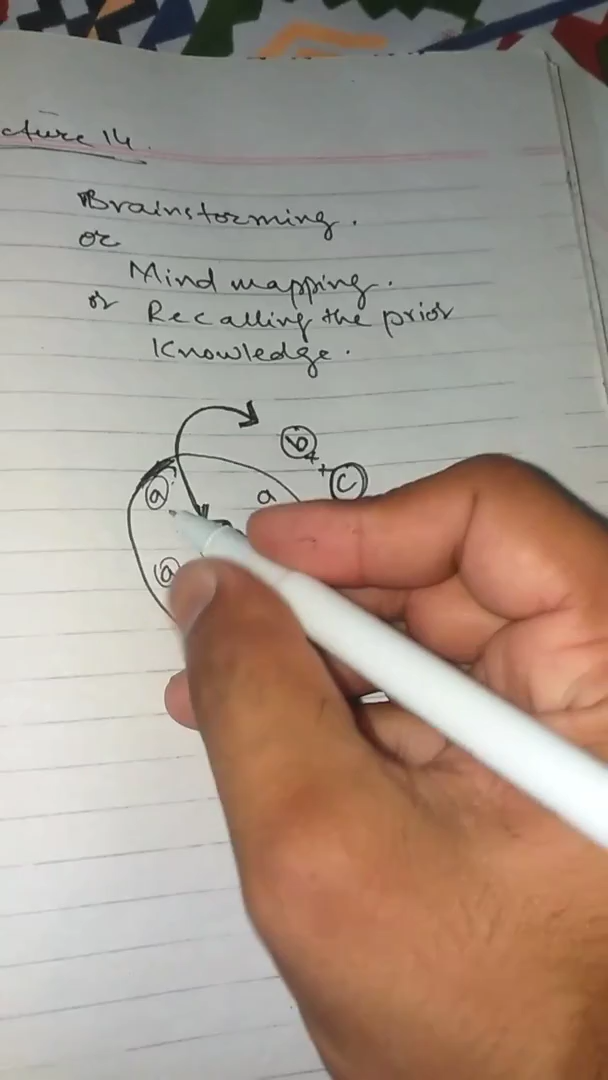 cture 14.
Brainstorming.
or
Mind mapping.
or Recalling the prior
Knowledge.
b
a a + c
a